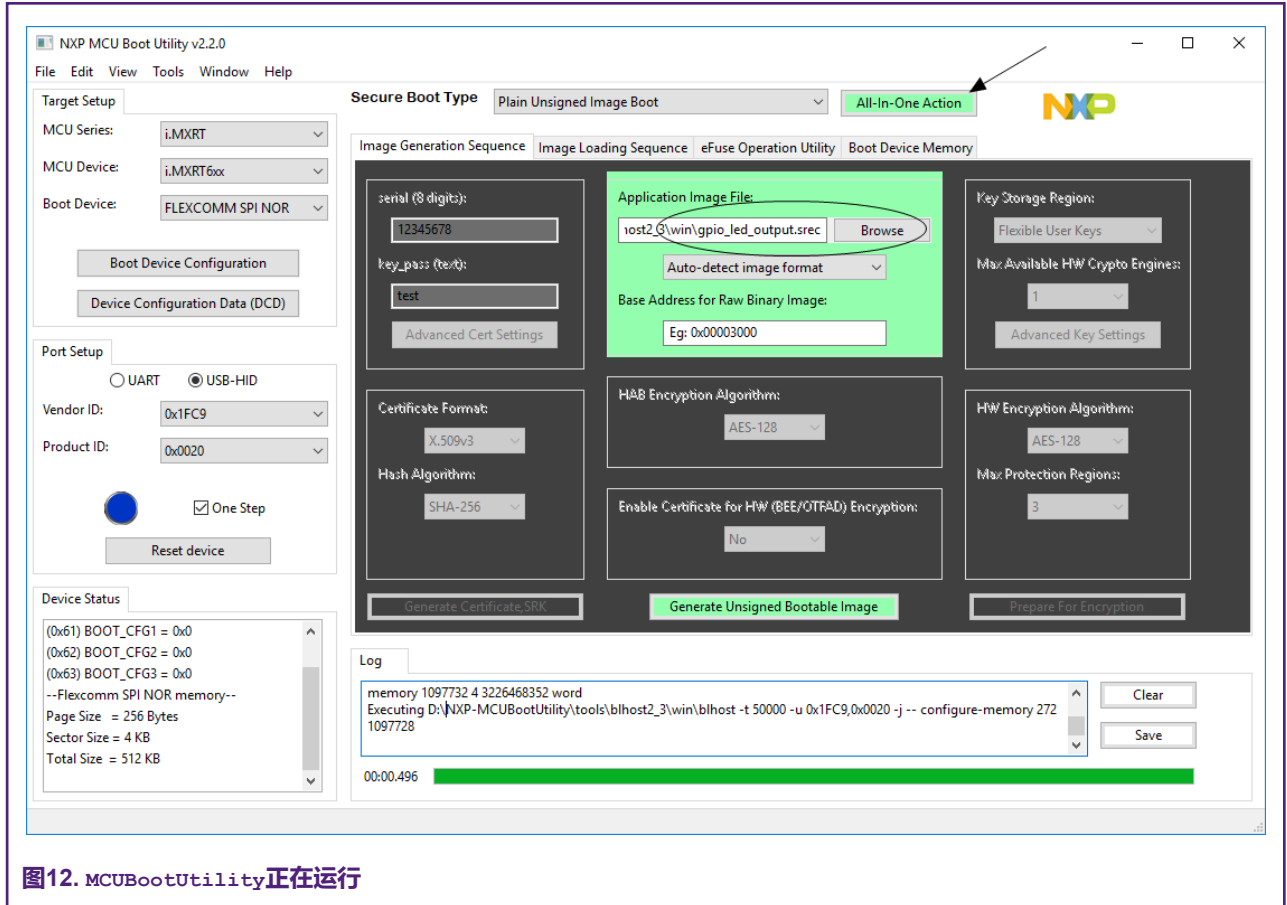 NXP MCU Boot Utility v2.2.0
File Edit View Tools Window Help
Target Setup
MCU Series: i.MXRT
MCU Device: i.MXRT6xx
Boot Device: FLEXCOMM SPI NOR
Boot Device Configuration
Device Configuration Data (DCD)
Port Setup
UART USB-HID
Vendor ID: 0x1FC9
Product ID: 0x0020
One Step
Reset device
Device Status
(0x61) BOOT_CFG1 = 0x0
(0x62) BOOT_CFG2 = 0x0
(0x63) BOOT_CFG3 = 0x0
--Flexcomm SPI NOR memory--
Page Size = 256 Bytes
Sector Size = 4 KB
Total Size = 512 KB
Secure Boot Type Plain Unsigned Image Boot All-In-One Action NXP
Image Generation Sequence Image Loading Sequence eFuse Operation Utility Boot Device Memory
serial (8 digits):
12345678
key_pass (text):
test
Advanced Cert Settings
Application Image File:
host2_3\win\gpio_led_output.srec Browse
Auto-detect image format
Base Address for Raw Binary Image:
Eg: 0x00003000
Key Storage Region:
Flexible User Keys
Max Available HW Crypto Engines:
1
Advanced Key Settings
Certificate Format:
X.509v3
Hash Algorithm:
SHA-256
HAB Encryption Algorithm:
AES-128
Enable Certificate for HW (BEE/OTFAD) Encryption:
No
HW Encryption Algorithm:
AES-128
Max Protection Regions:
3
Generate Certificate,SRK
Generate Unsigned Bootable Image
Prepare For Encryption
Log
memory 1097732 4 3226468352 word
Executing D:\NXP-MCUBootUtility\tools\blhost2_3\win\blhost -t 50000 -u 0x1FC9,0x0020 -j -- configure-memory 272
1097728
Clear
Save
00:00.496
图12. MCUBootUtility正在运行